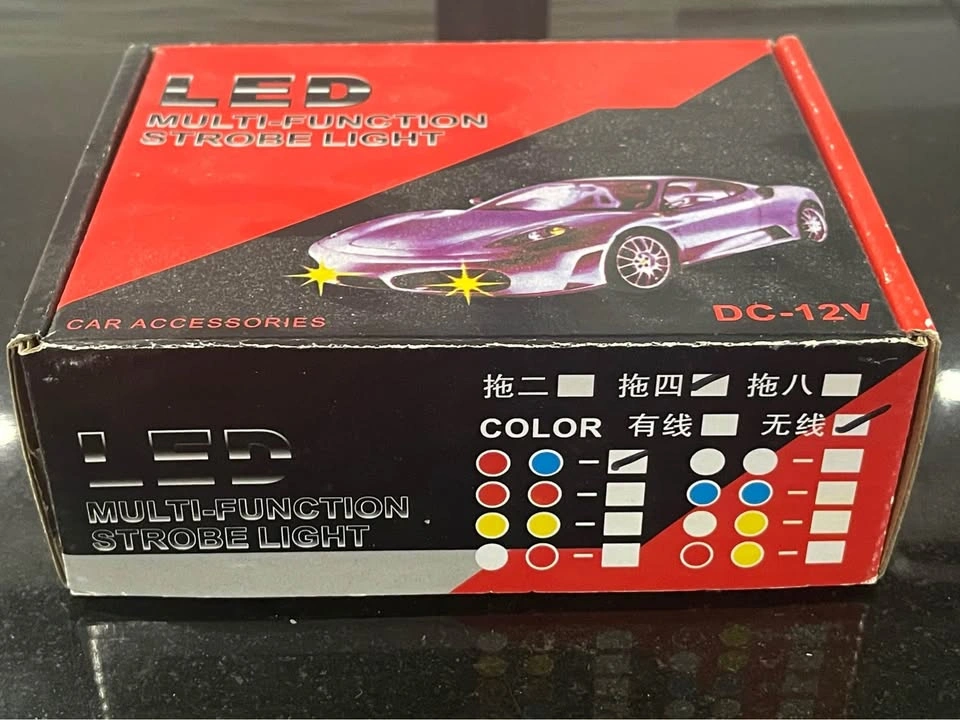 LED
MULTI-FUNCTION
STROBE LIGHT
CAR ACCESSORIES
DC-12V
拖二 拖四 拖八
COLOR 有线 无线
LED
MULTI-FUNCTION
STROBE LIGHT